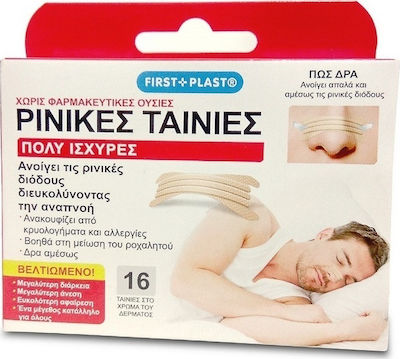 FIRST+PLAST®
ΧΩΡΙΣ ΦΑΡΜΑΚΕΥΤΙΚΕΣ ΟΥΣΙΕΣ
ΡΙΝΙΚΕΣ ΤΑΙΝΙΕΣ
ΠΟΛΥ ΙΣΧΥΡΕΣ
Ανοίγει τις ρινικές
διόδους
διευκολύνοντας
την αναπνοή
· Ανακουφίζει από
κρυολογήματα και αλλεργίες
· Βοηθά στη μείωση του ροχαλητού
· Δρα αμέσως
ΠΩΣ ΔΡΑ
Ανοίγει απαλά και
αμέσως τις ρινικές διόδους
ΒΕΛΤΙΩΜΕΝΟ!
· Μεγαλύτερη διάρκεια
· Μεγαλύτερη άνεση
· Ευκολότερη αφαίρεση
· Ένα μέγεθος κατάλληλο
για όλους
16
ΤΑΙΝΙΕΣ ΣΤΟ
ΧΡΩΜΑ ΤΟΥ
ΔΕΡΜΑΤΟΣ